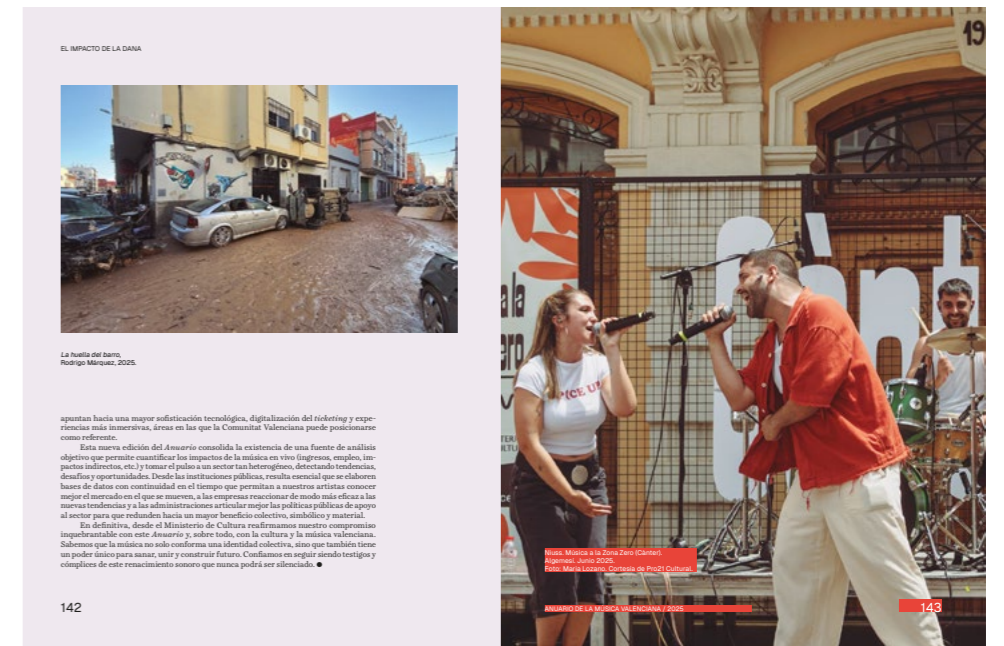 EL IMPACTO DE LA DANA
La huella del barro,
Rodrigo Márquez, 2025.
apuntan hacia una mayor sofisticación tecnológica, digitalización del ticketing y expe-
riencias más inmersivas, áreas en las que la Comunitat Valenciana puede posicionarse
como referente.
Esta nueva edición del Anuario consolida la existencia de una fuente de análisis
objetivo que permite cuantificar los impactos de la música en vivo (ingresos, empleo, im-
pactos indirectos, etc.) y tomar el pulso a un sector tan heterogéneo, detectando tendencias,
desafíos y oportunidades. Desde las instituciones públicas, resulta esencial que se elaboren
bases de datos con continuidad en el tiempo que permitan a nuestros artistas conocer
mejor el mercado en el que se mueven, a las empresas reaccionar de modo más eficaz a las
nuevas tendencias y a las administraciones articular mejor las políticas públicas de apoyo
al sector para que redunden hacia un mayor beneficio colectivo, simbólico y material.
En definitiva, desde el Ministerio de Cultura reafirmamos nuestro compromiso
inquebrantable con este Anuario y, sobre todo, con la cultura y la música valenciana.
Sabemos que la música no solo conforma una identidad colectiva, sino que también tiene
un poder único para sanar, unir y construir futuro. Confiamos en seguir siendo testigos y
cómplices de este renacimiento sonoro que nunca podrá ser silenciado. ●
142
19
a la
ero
Cànt
Niuss. Música a la Zona Zero (Cànter).
Algemesí. Junio 2025.
Foto: María Lozano. Cortesía de Pro21 Cultural.
ANUARIO DE LA MÚSICA VALENCIANA / 2025
143